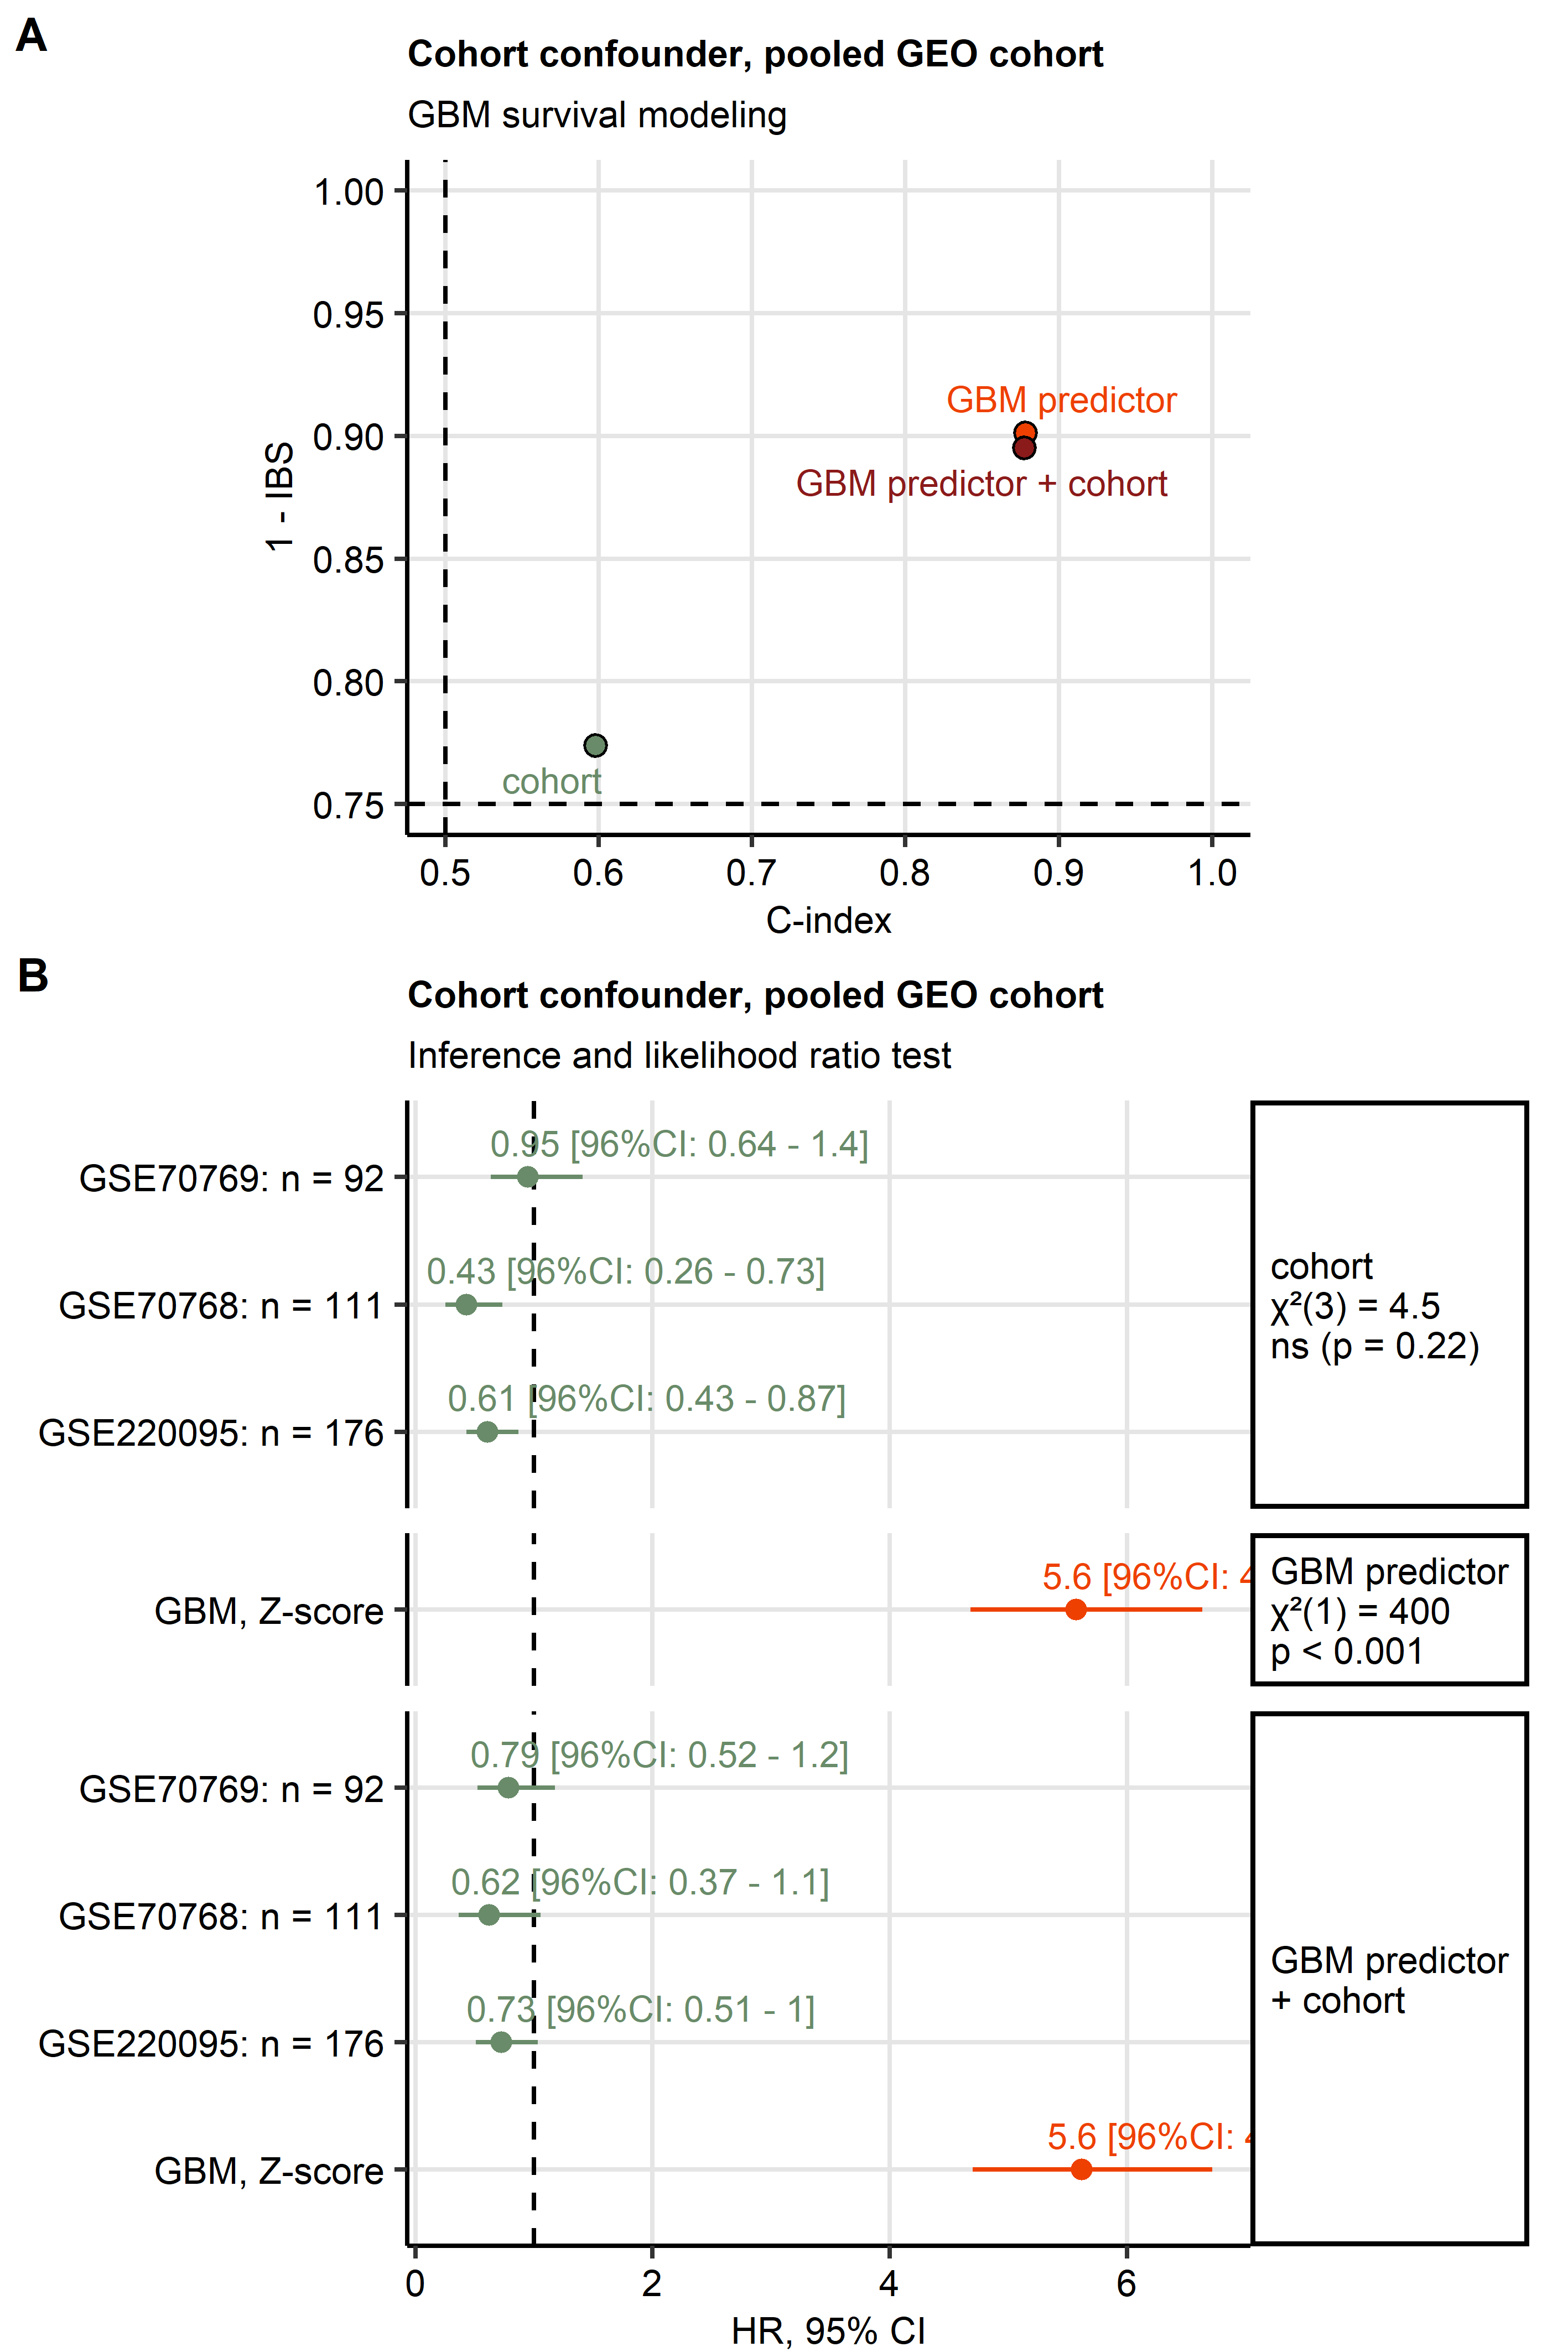 A
Cohort confounder, pooled GEO cohort
GBM survival modeling
1.00
0.95
0.90
0.85
0.80
0.75
1 - IBS
GBM predictor
GBM predictor + cohort
cohort
0.5 0.6 0.7 0.8 0.9 1.0
C-index
B
Cohort confounder, pooled GEO cohort
Inference and likelihood ratio test
GSE70769: n = 92
0.95 [96%CI: 0.64 - 1.4]
GSE70768: n = 111
0.43 [96%CI: 0.26 - 0.73]
GSE220095: n = 176
0.61 [96%CI: 0.43 - 0.87]
cohort
χ²(3) = 4.5
ns (p = 0.22)
GBM, Z-score
5.6 [96%CI: 4
GBM predictor
χ²(1) = 400
p < 0.001
GSE70769: n = 92
0.79 [96%CI: 0.52 - 1.2]
GSE70768: n = 111
0.62 [96%CI: 0.37 - 1.1]
GSE220095: n = 176
0.73 [96%CI: 0.51 - 1]
GBM, Z-score
5.6 [96%CI: 4
GBM predictor
+ cohort
0 2 4 6
HR, 95% CI